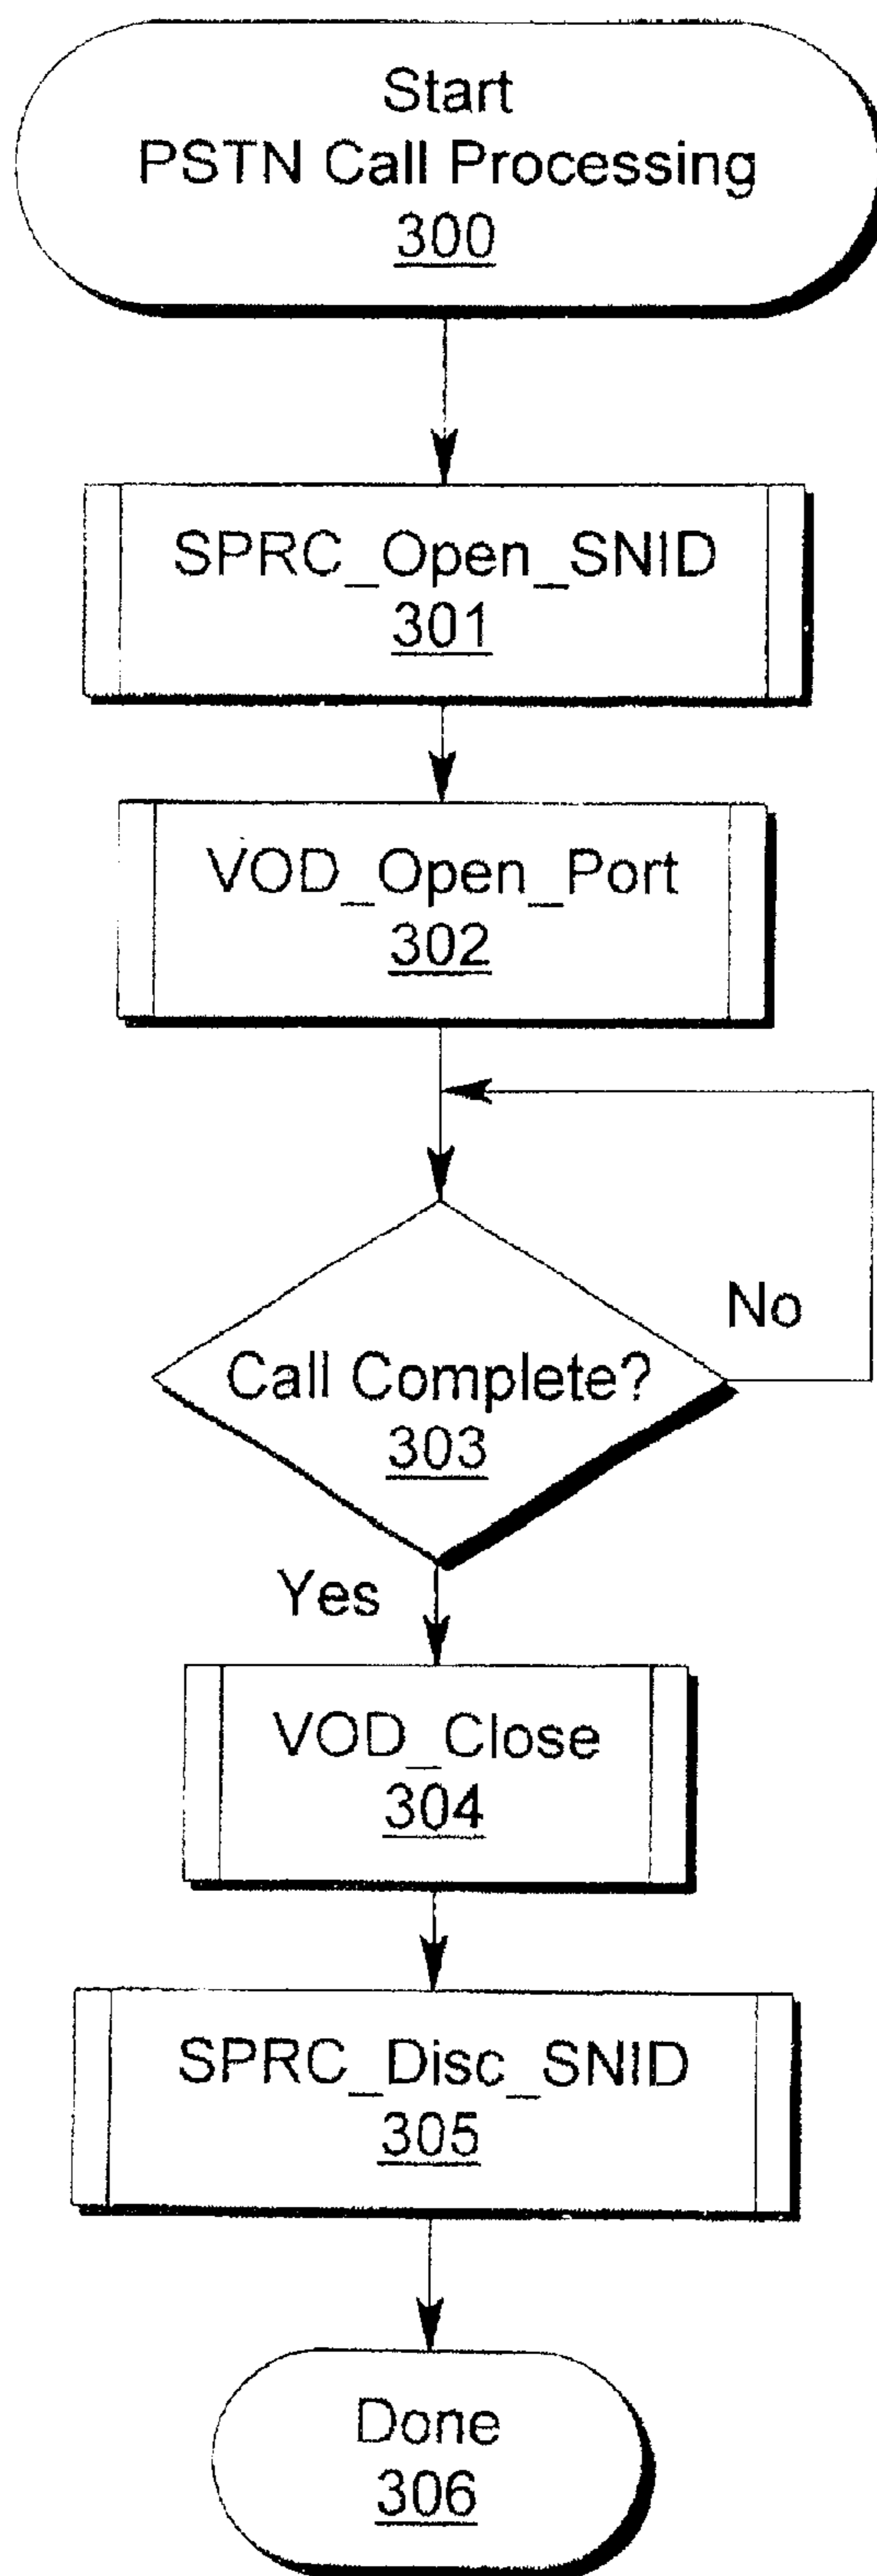 Start
PSTN Call Processing
300
SPRC_Open_SNID
301
VOD_Open_Port
302
No
Call Complete?
303
Yes
VOD_Close
304
SPRC_Disc_SNID
305
Done
306